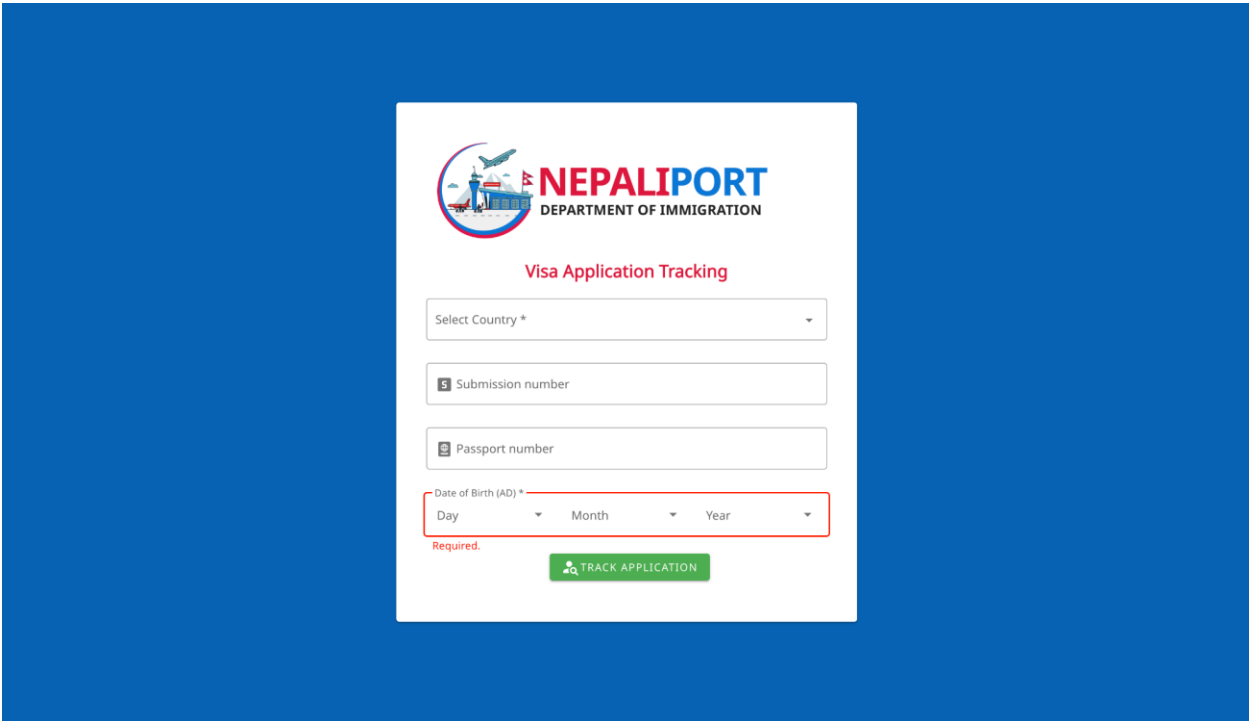 NEPALIPORT
DEPARTMENT OF IMMIGRATION
Visa Application Tracking
Select Country *
5 Submission number
Passport number
Date of Birth (AD) *
Day Month Year
Required.
TRACK APPLICATION